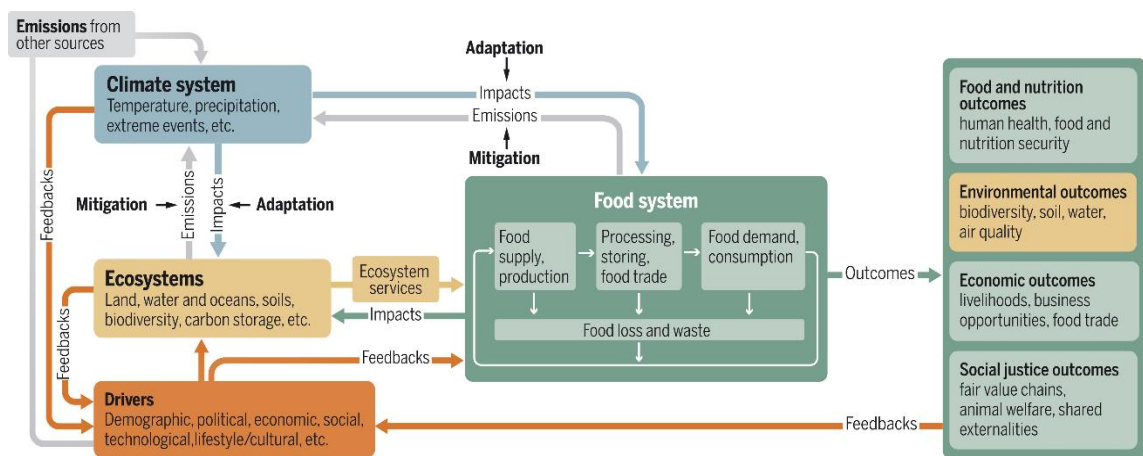 Emissions from
other sources
Climate system
Temperature, precipitation,
extreme events, etc.
Adaptation
Impacts
Emissions
Mitigation
Feedbacks
Mitigation
Emissions
Impacts
Adaptation
Ecosystems
Land, water and oceans, soils,
biodiversity, carbon storage, etc.
Ecosystem
services
Impacts
Feedbacks
Feedbacks
Drivers
Demographic, political, economic, social,
technological,lifestyle/cultural, etc.
Food system
Food
supply,
production
Processing,
storing,
food trade
Food demand,
consumption
Food loss and waste
Outcomes
Feedbacks
Food and nutrition
outcomes
human health, food and
nutrition security
Environmental outcomes
biodiversity, soil, water,
air quality
Economic outcomes
livelihoods, business
opportunities, food trade
Social justice outcomes
fair value chains,
animal welfare, shared
externalities